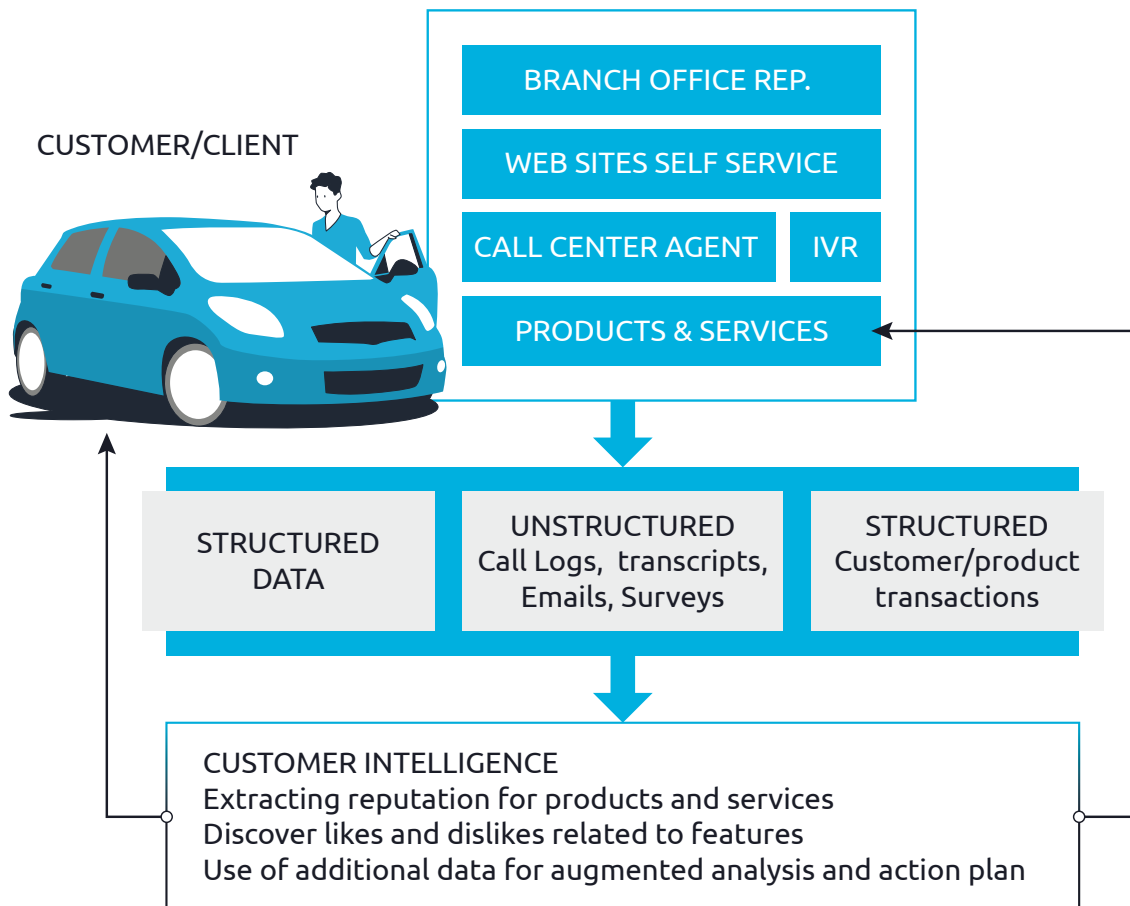 CUSTOMER/CLIENT
BRANCH OFFICE REP.
WEB SITES SELF SERVICE
CALL CENTER AGENT
IVR
PRODUCTS & SERVICES
STRUCTURED
DATA
UNSTRUCTURED
Call Logs, transcripts,
Emails, Surveys
STRUCTURED
Customer/product
transactions
CUSTOMER INTELLIGENCE
Extracting reputation for products and services
Discover likes and dislikes related to features
Use of additional data for augmented analysis and action plan